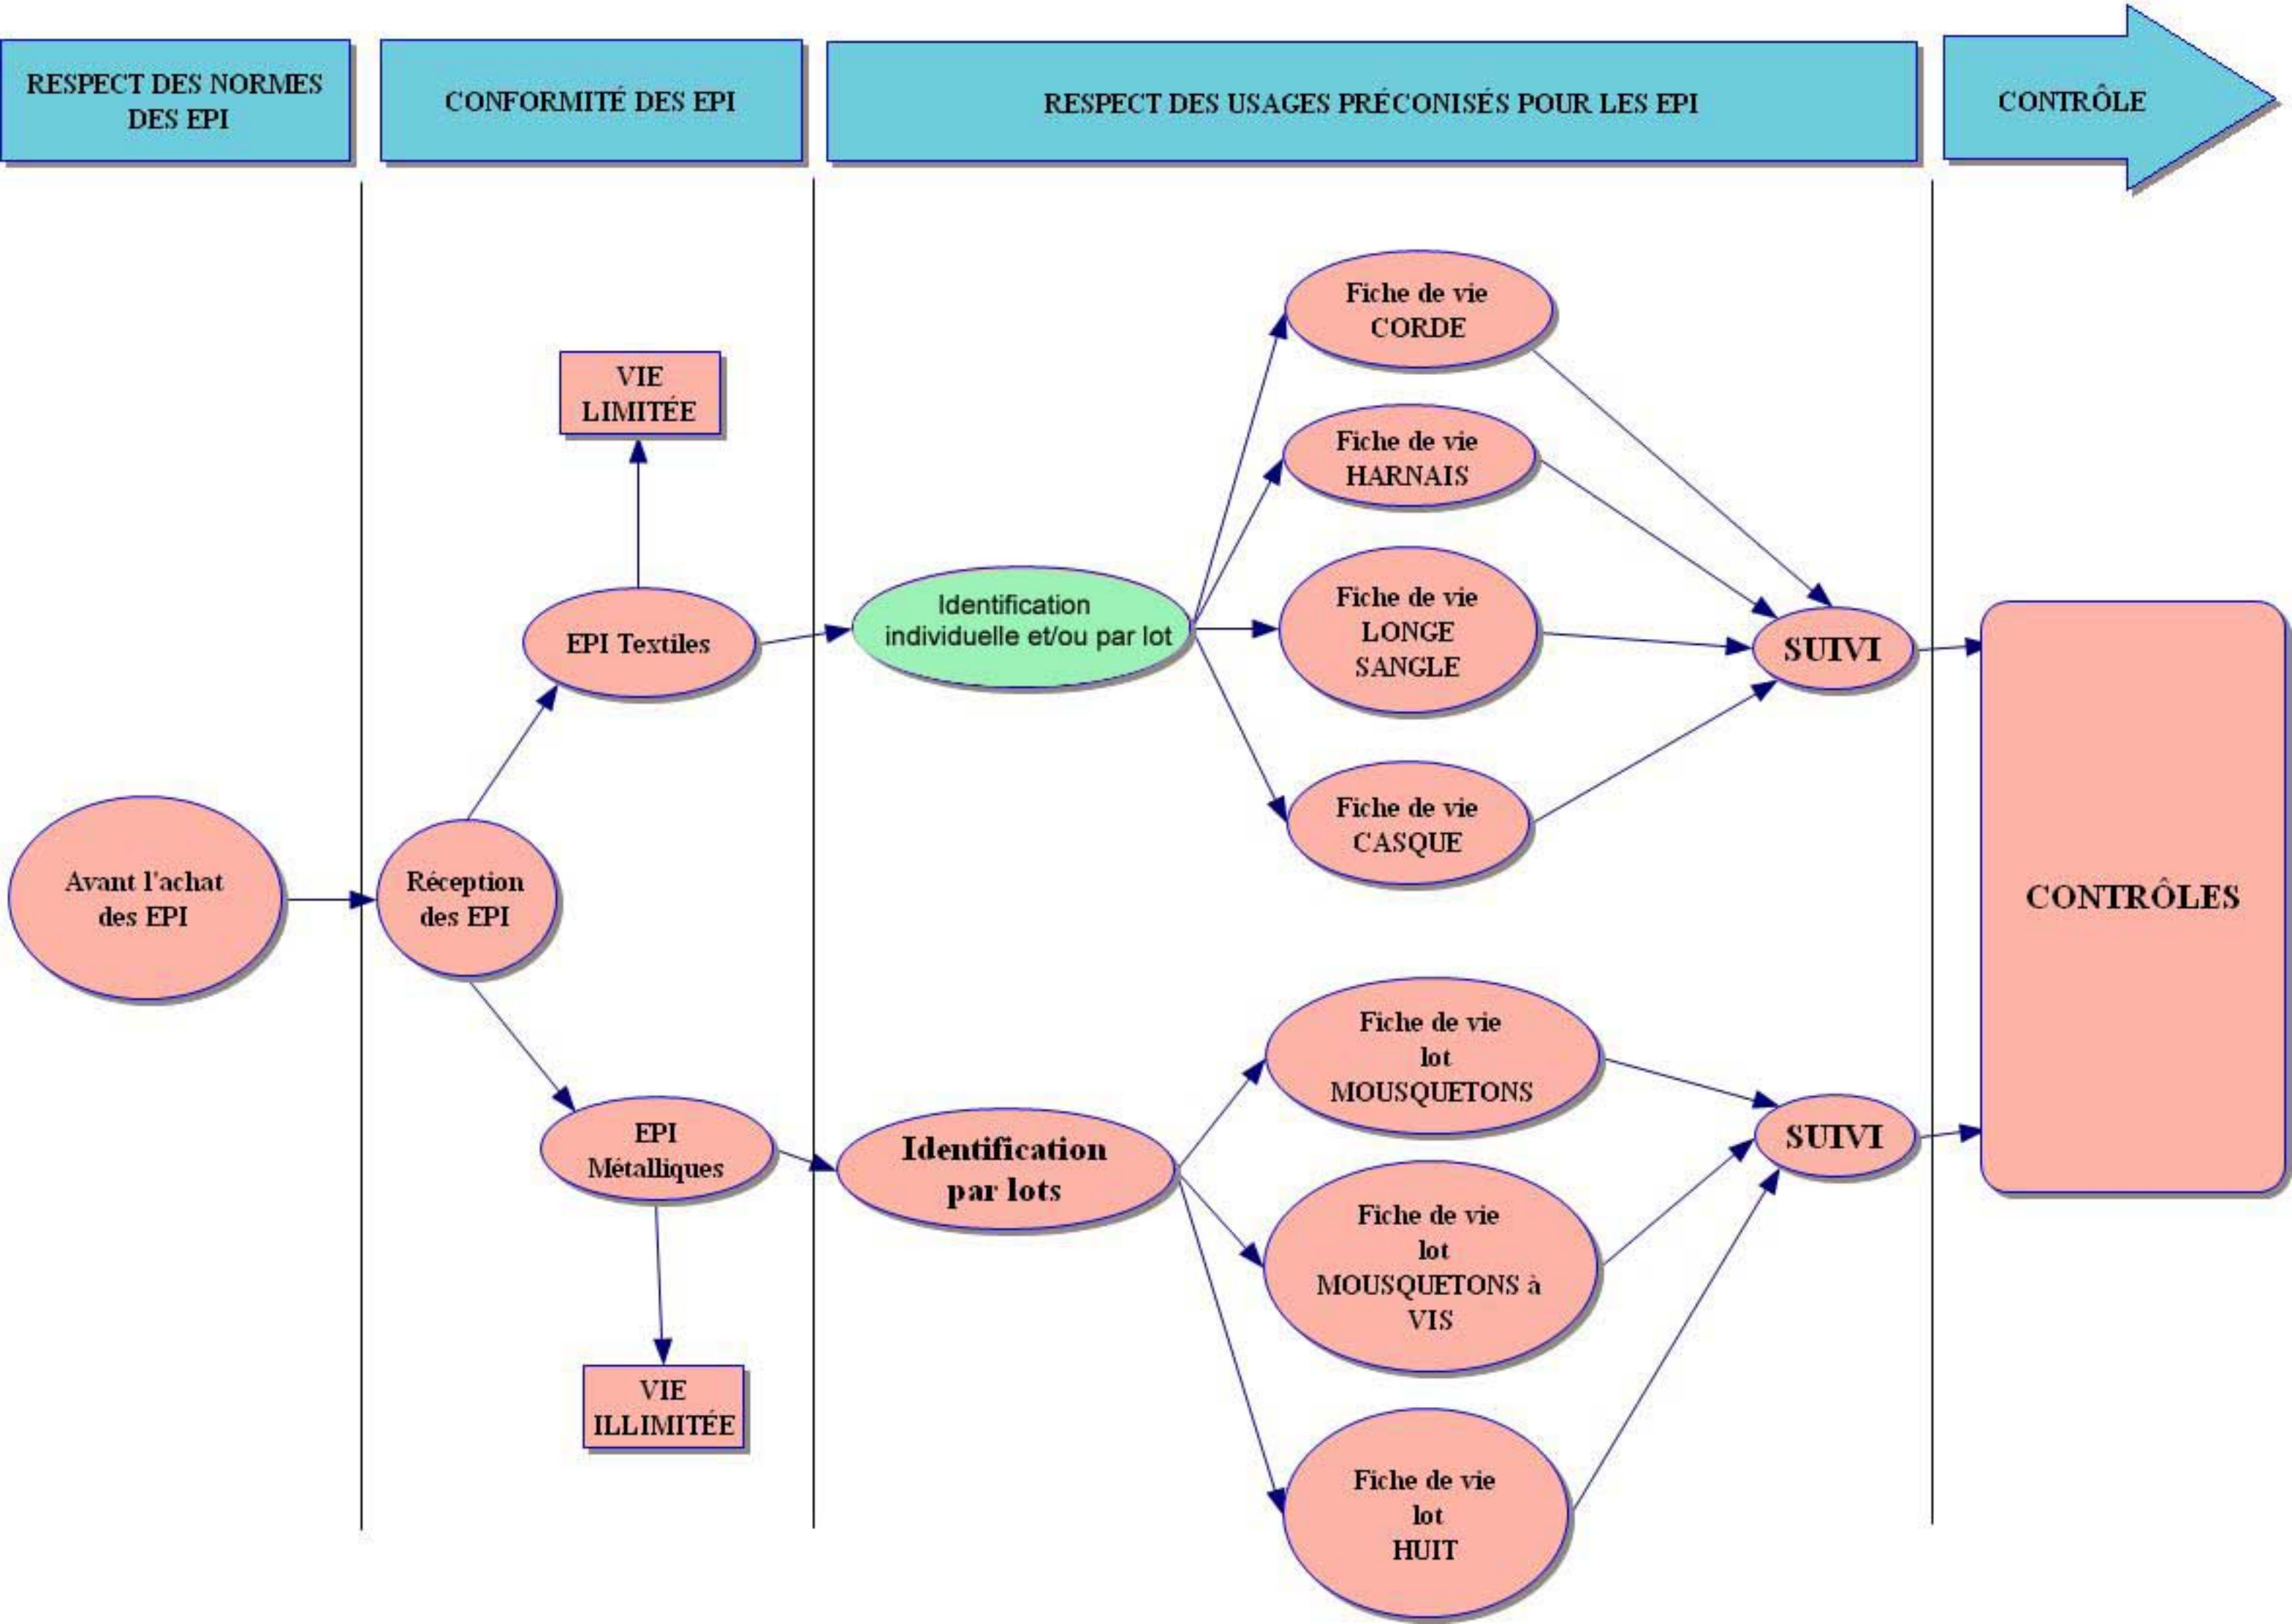 RESPECT DES NORMES
DES EPI
CONFORMITÉ DES EPI
RESPECT DES USAGES PRÉCONISÉS POUR LES EPI
CONTRÔLE
Avant l'achat
des EPI
Réception
des EPI
VIE
LIMITÉE
EPI Textiles
EPI
Métalliques
VIE
ILLIMITÉE
Identification
individuelle et/ou par lot
Identification
par lots
Fiche de vie
CORDE
Fiche de vie
HARNAIS
Fiche de vie
LONGE
SANGLE
Fiche de vie
CASQUE
Fiche de vie
lot
MOUSQUETONS
Fiche de vie
lot
MOUSQUETONS à
VIS
Fiche de vie
lot
HUIT
SUIVI
SUIVI
CONTRÔLES